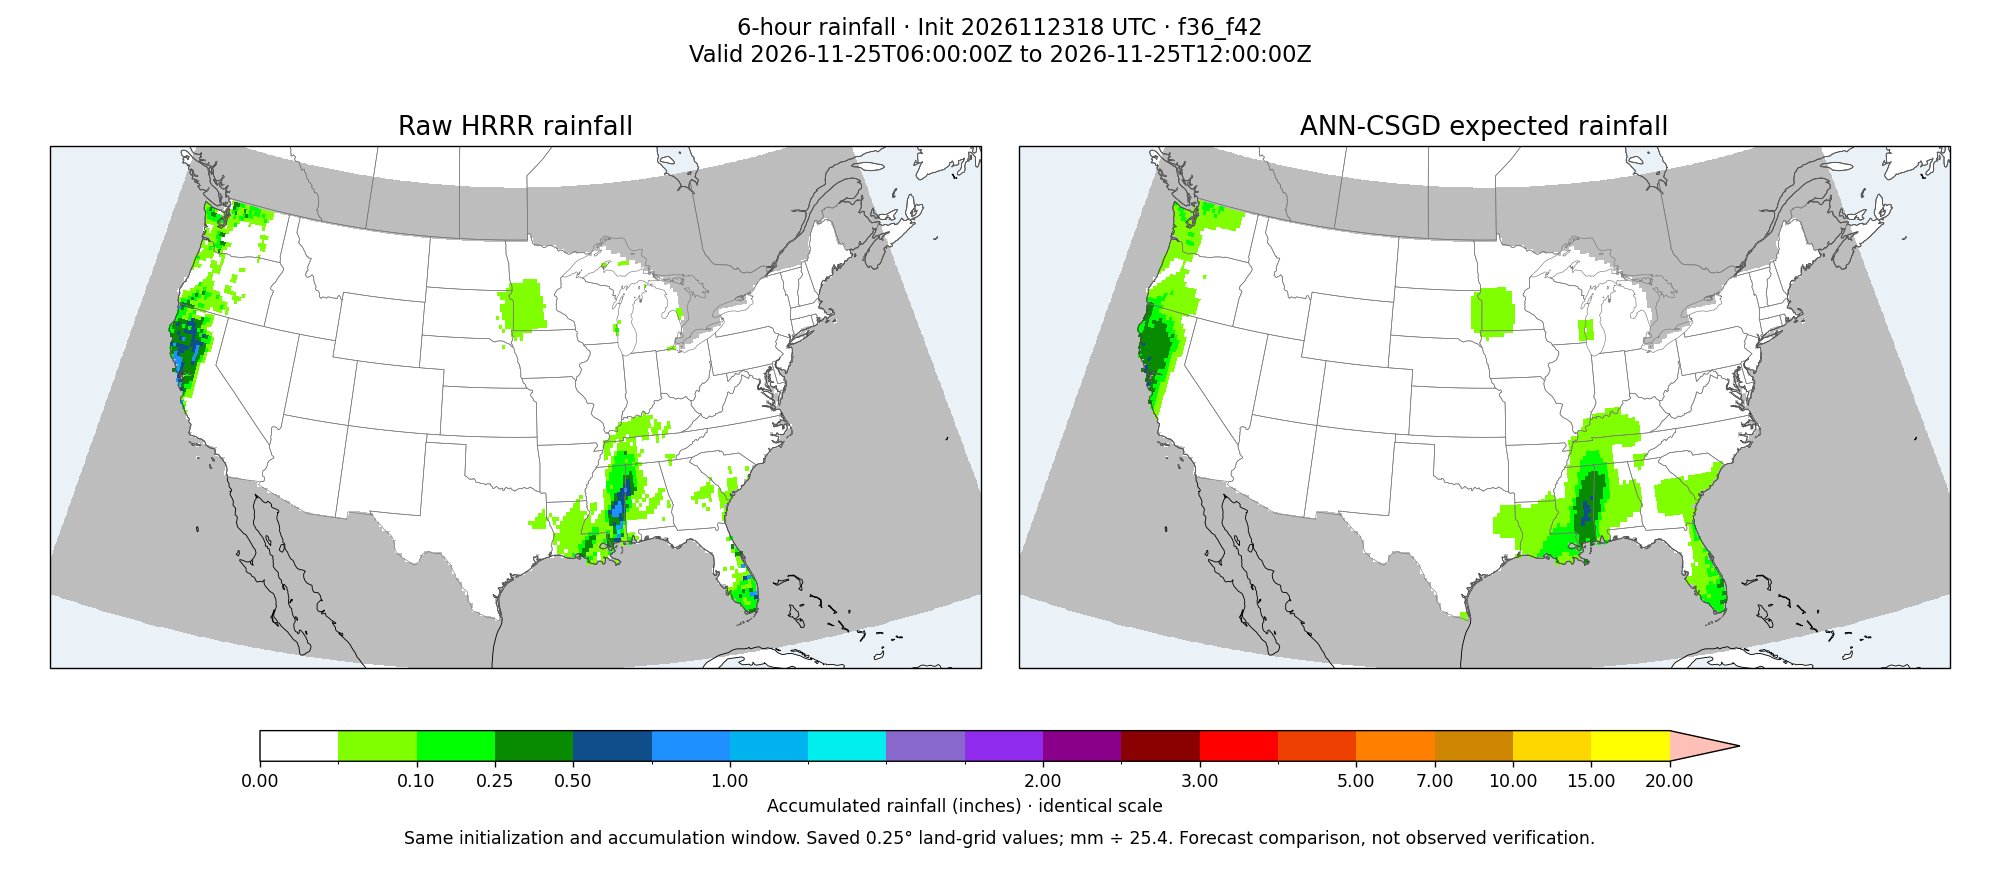 6-hour rainfall · Init 2026112318 UTC · f36_f42
Valid 2026-11-25T06:00:00Z to 2026-11-25T12:00:00Z
Raw HRRR rainfall
ANN-CSGD expected rainfall
0.00 0.10 0.25 0.50 1.00 2.00 3.00 5.00 7.00 10.00 15.00 20.00
Accumulated rainfall (inches) · identical scale
Same initialization and accumulation window. Saved 0.25° land-grid values; mm ÷ 25.4. Forecast comparison, not observed verification.